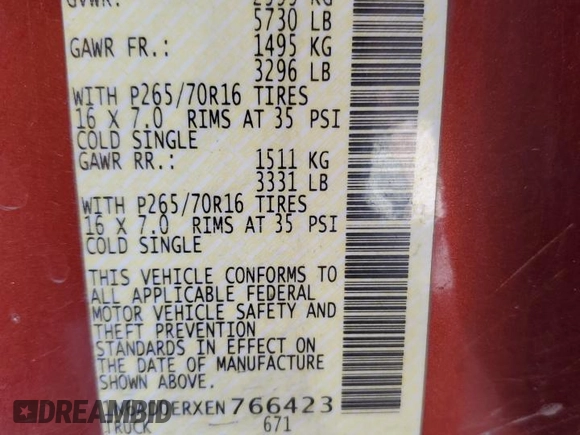 5730 LB
GAWR FR.: 1495 KG
3296 LB
WITH P265/70R16 TIRES
16 X 7.0 RIMS AT 35 PSI
COLD SINGLE
GAWR RR.: 1511 KG
3331 LB
WITH P265/70R16 TIRES
16 X 7.0 RIMS AT 35 PSI
COLD SINGLE
THIS VEHICLE CONFORMS TO
ALL APPLICABLE FEDERAL
MOTOR VEHICLE SAFETY AND
THEFT PREVENTION
STANDARDS IN EFFECT ON
THE DATE OF MANUFACTURE
SHOWN ABOVE.
766423
TRUCK 671
DREAMBID